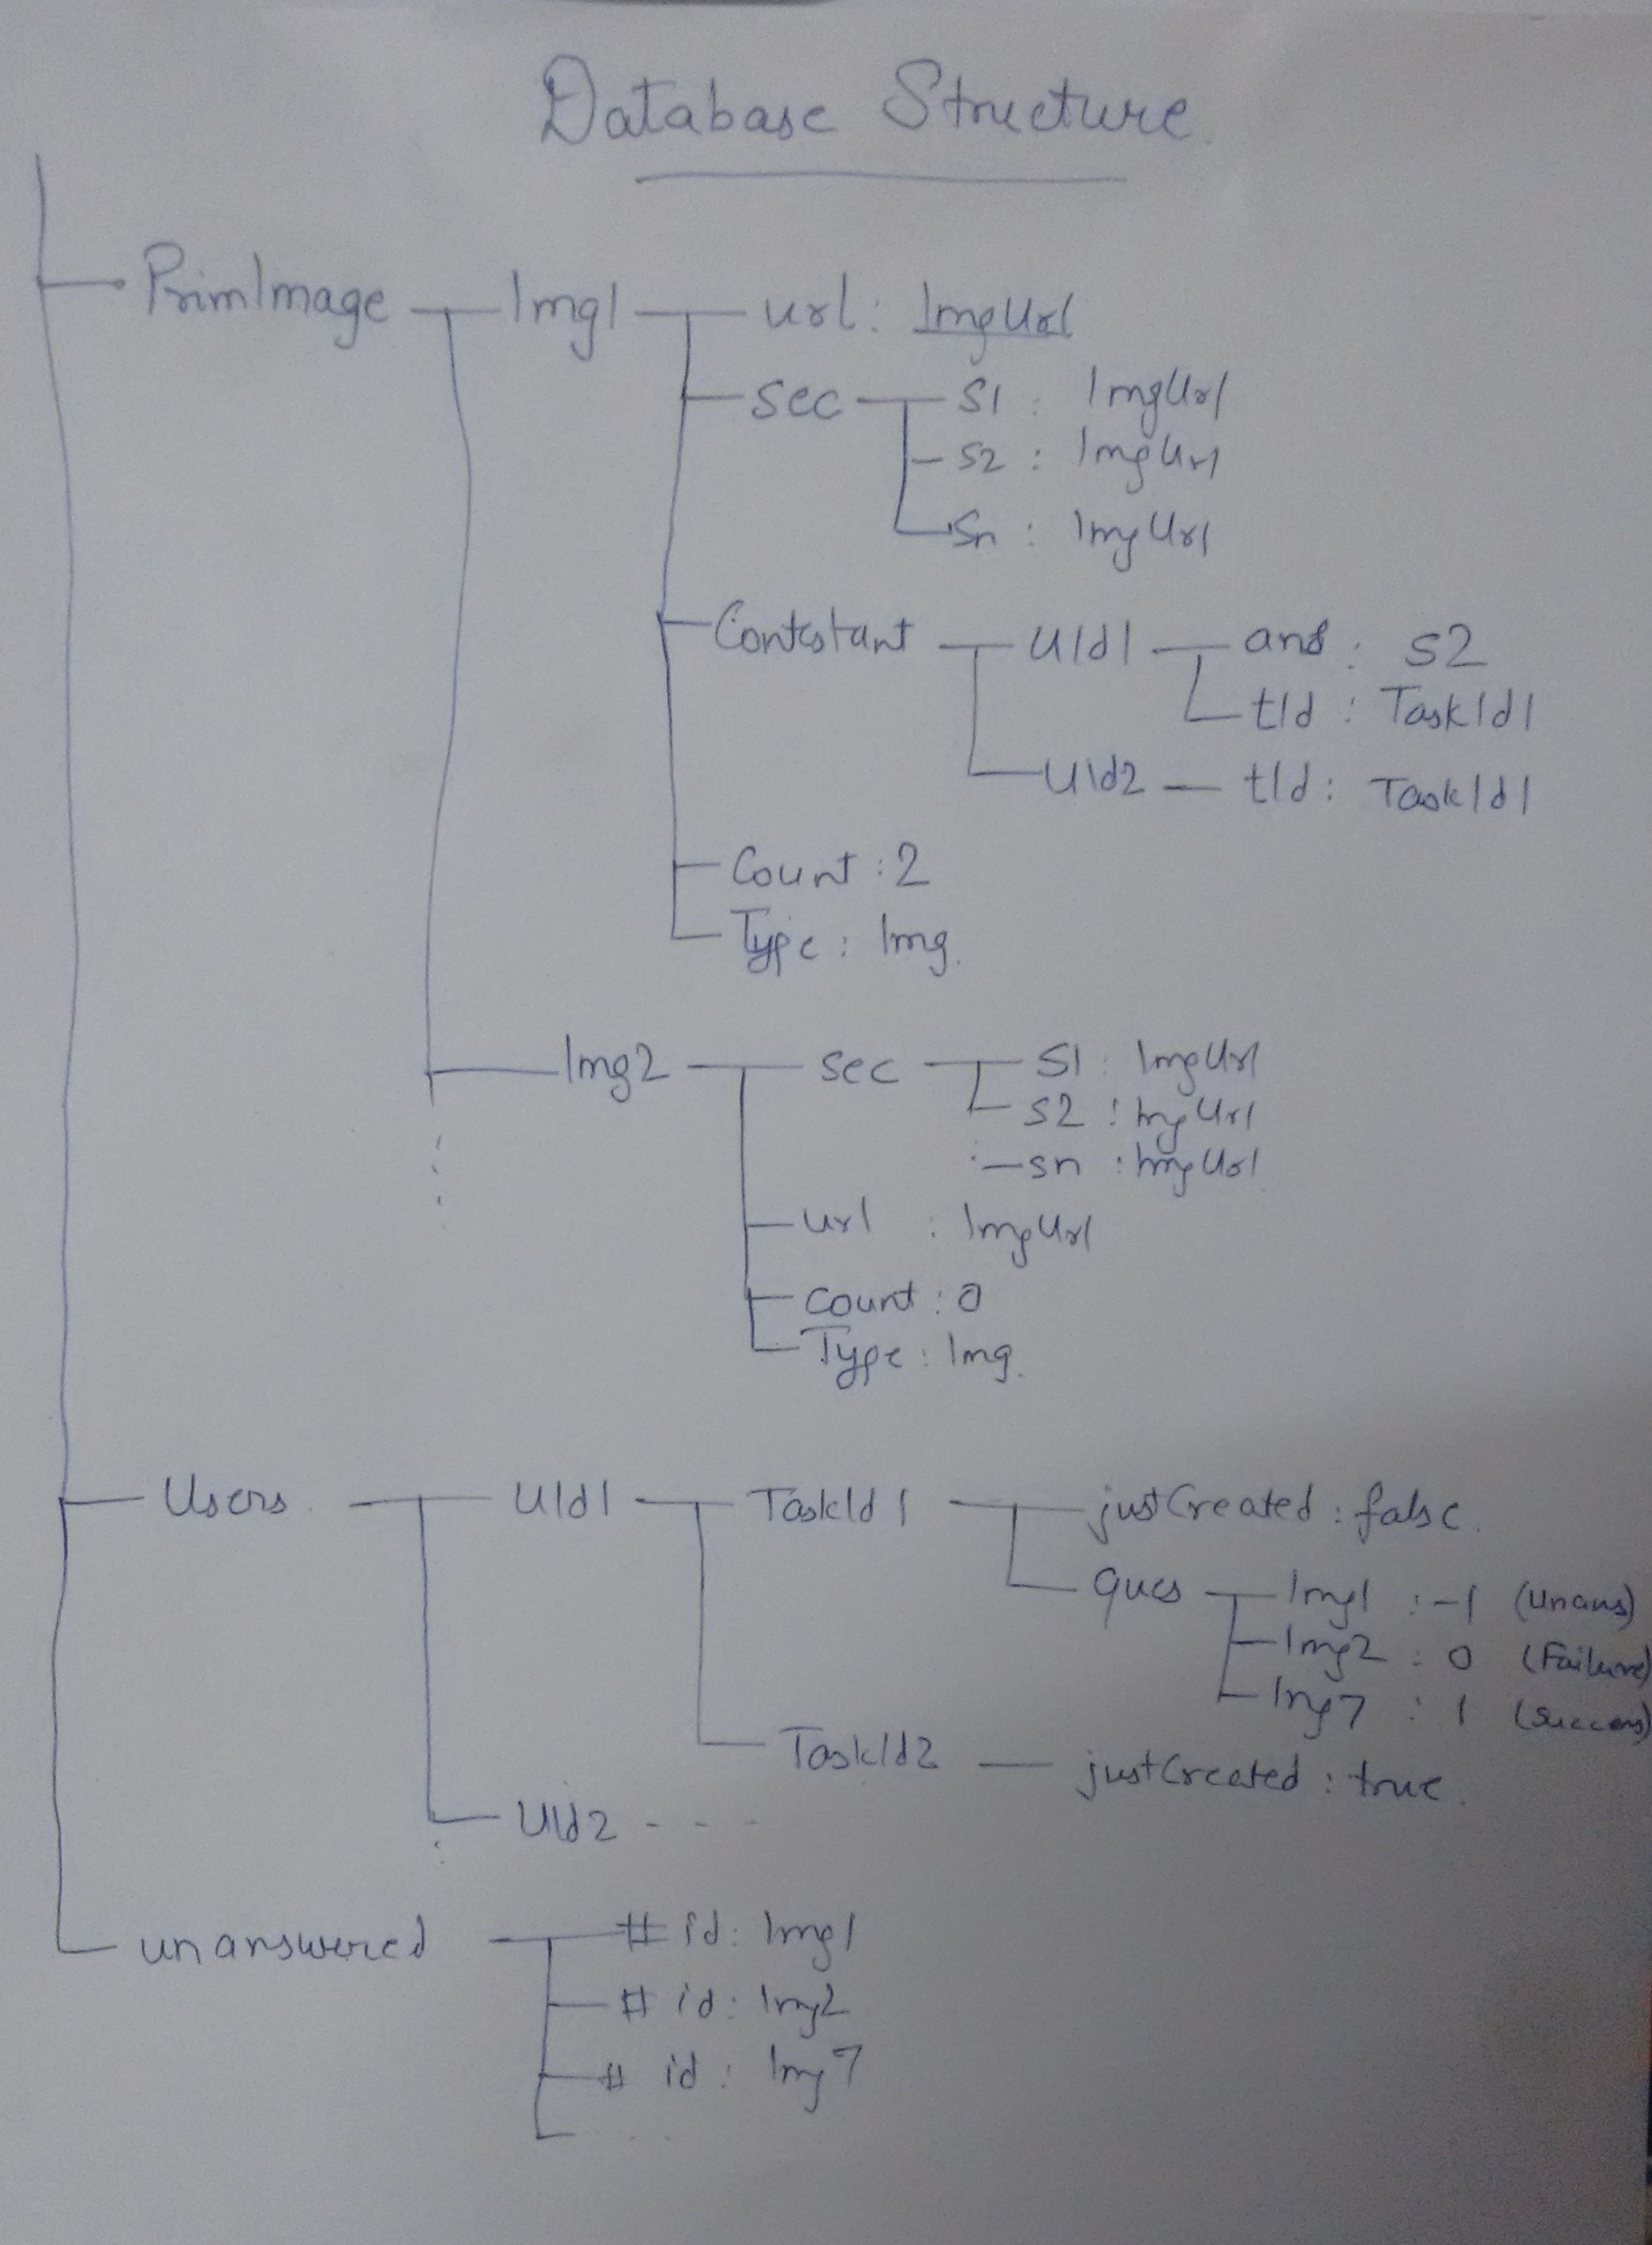 Database Structure
PrimImage Img1 url: ImgUrl
sec S1 : ImgUrl
S2 : ImgUrl
Sn : ImgUrl
Contestant UId1 ans : S2
tId : TaskId1
UId2 tId : TaskId1
Count : 2
Type : Img.
Img2 sec S1 : ImgUrl
S2 : ImgUrl
sn : ImgUrl
url : ImgUrl
Count : 0
Type : Img.
Users UId1 TaskId1 justCreated : false.
ques Img1 : -1 (Unans)
Img2 : 0 (Failure)
Img7 : 1 (Success)
TaskId2 justCreated : true.
UId2 - - -
unanswered # id: Img1
# id: Img2
# id: Img7